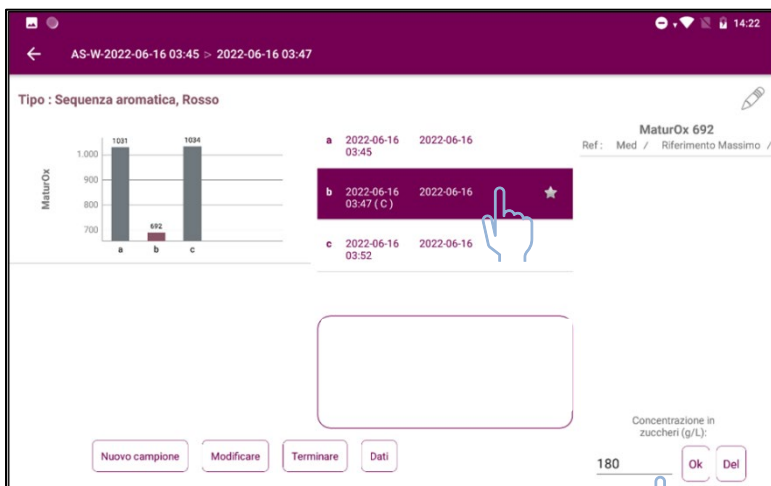 14:22
AS-W-2022-06-16 03:45 > 2022-06-16 03:47
Tipo : Sequenza aromatica, Rosso
MaturOx
1.000
900
800
700
1031
692
1034
a b c
a 2022-06-16 03:45 2022-06-16
b 2022-06-16 03:47 ( C ) 2022-06-16
c 2022-06-16 03:52 2022-06-16
MaturOx 692
Ref : Med / Riferimento Massimo /
Concentrazione in
zuccheri (g/L):
180 Ok Del
Nuovo campione Modificare Terminare Dati